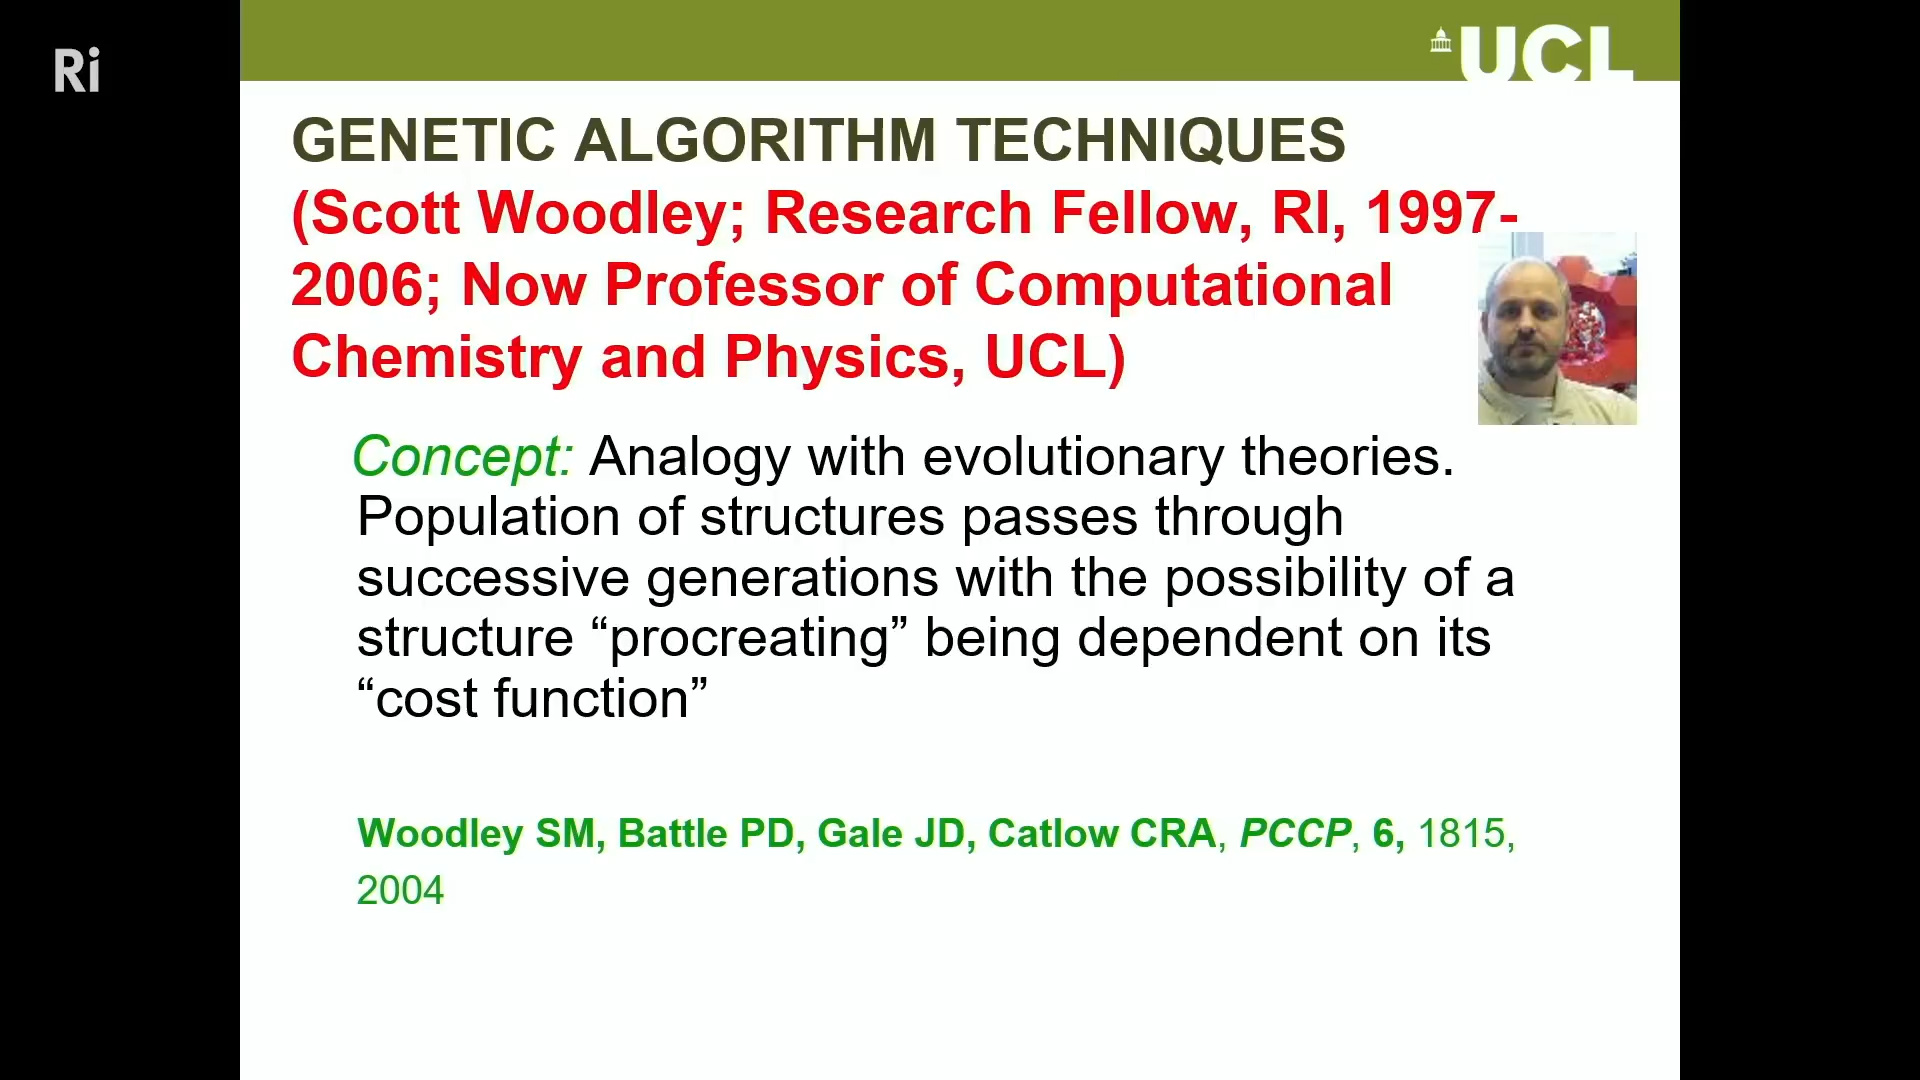 Ri
UCL
GENETIC ALGORITHM TECHNIQUES
(Scott Woodley; Research Fellow, RI, 1997-
2006; Now Professor of Computational
Chemistry and Physics, UCL)
Concept: Analogy with evolutionary theories.
Population of structures passes through
successive generations with the possibility of a
structure “procreating” being dependent on its
“cost function”
Woodley SM, Battle PD, Gale JD, Catlow CRA, PCCP, 6, 1815,
2004